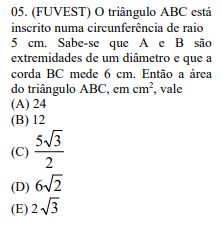 05. (FUVEST) O triângulo ABC está
inscrito numa circunferência de raio
5 cm. Sabe-se que A e B são
extremidades de um diâmetro e que a
corda BC mede 6 cm. Então a área
do triângulo ABC, em cm², vale
(A) 24
(B) 12
(C) 5√3/2
(D) 6√2
(E) 2√3